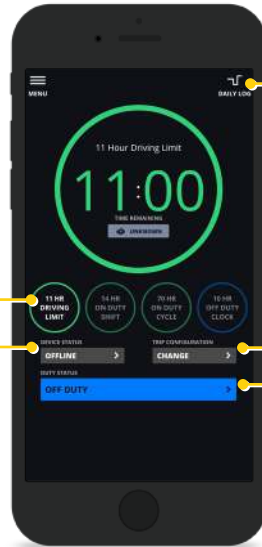 MENU
DAILY LOG
11 Hour Driving Limit
11:00
TIME REMAINING
UNKNOWN
11 HR
DRIVING
LIMIT
14 HR
ON DUTY
SHIFT
70 HR
ON DUTY
CYCLE
10 HR
OFF DUTY
CLOCK
DEVICE STATUS
TRIP CONFIGURATION
OFFLINE
CHANGE
DUTY STATUS
OFF DUTY